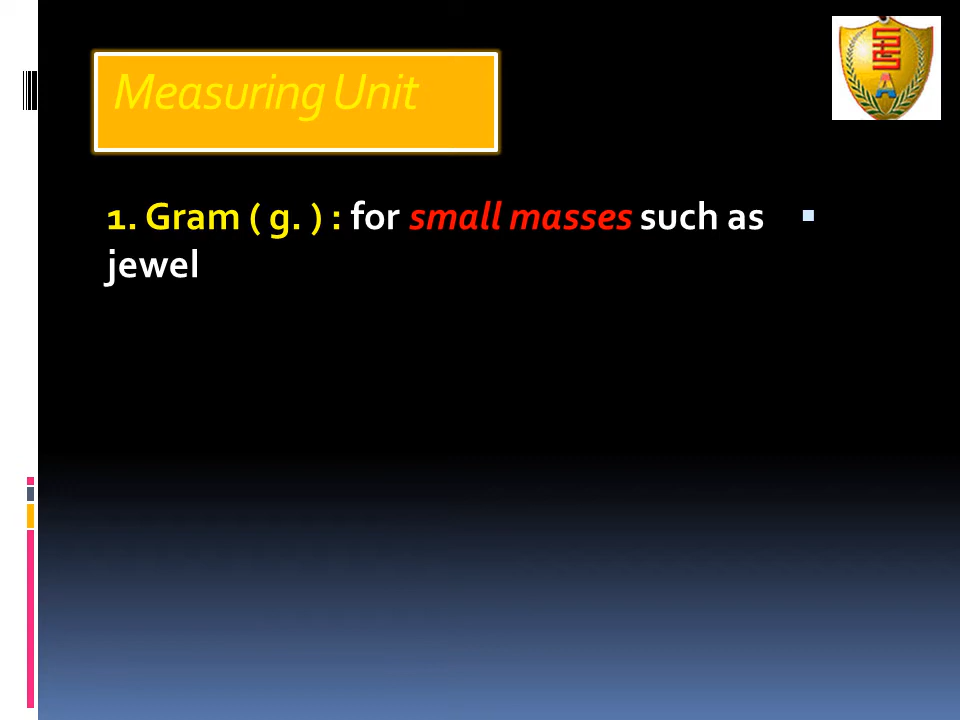 Measuring Unit
1. Gram ( g. ) : for small masses such as
jewel